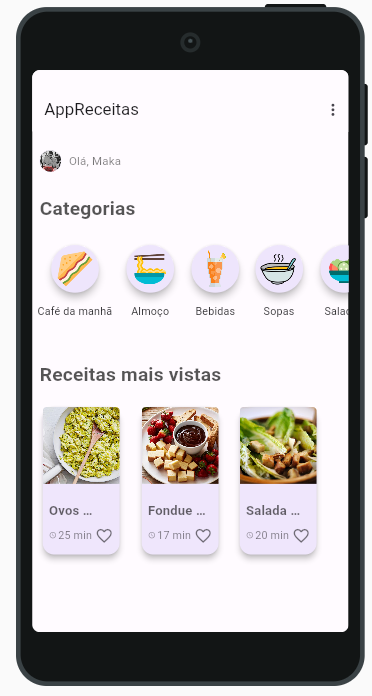 AppReceitas
Olá, Maka
Categorias
Café da manhã Almoço Bebidas Sopas Salad
Receitas mais vistas
Ovos ... Fondue ... Salada ...
25 min 17 min 20 min